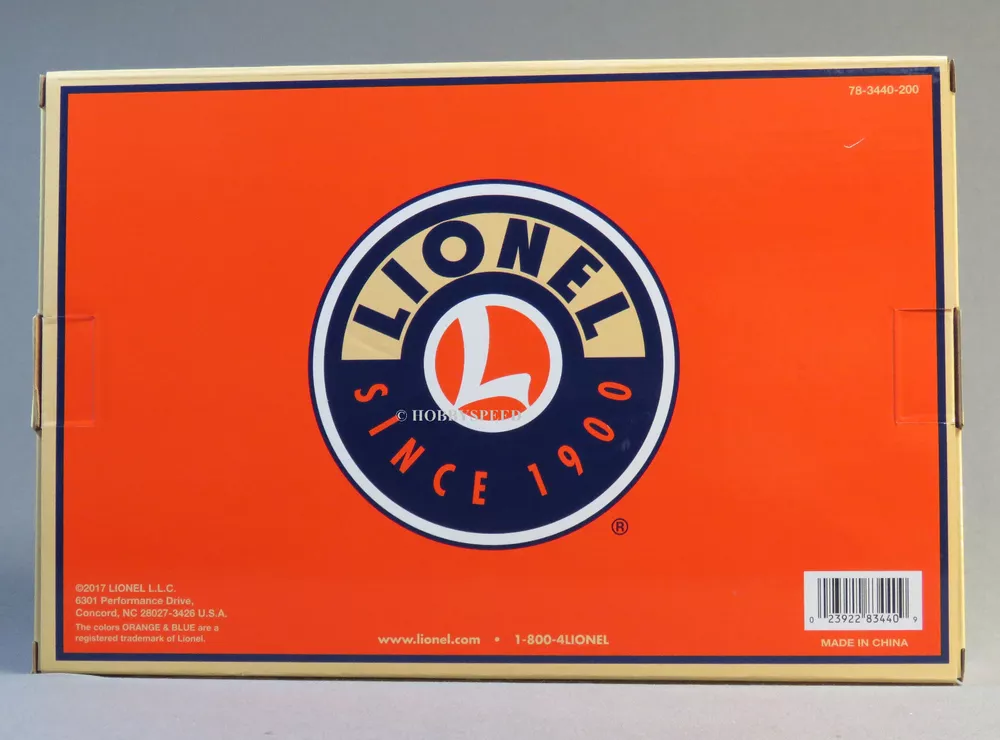 78-3440-200
LIONEL
L
SINCE 1900
®
© HOBBYSPEED
©2017 LIONEL L.L.C.
6301 Performance Drive,
Concord, NC 28027-3426 U.S.A.
The colors ORANGE & BLUE are a
registered trademark of Lionel.
www.lionel.com • 1-800-4LIONEL
0 23922 83440 9
MADE IN CHINA